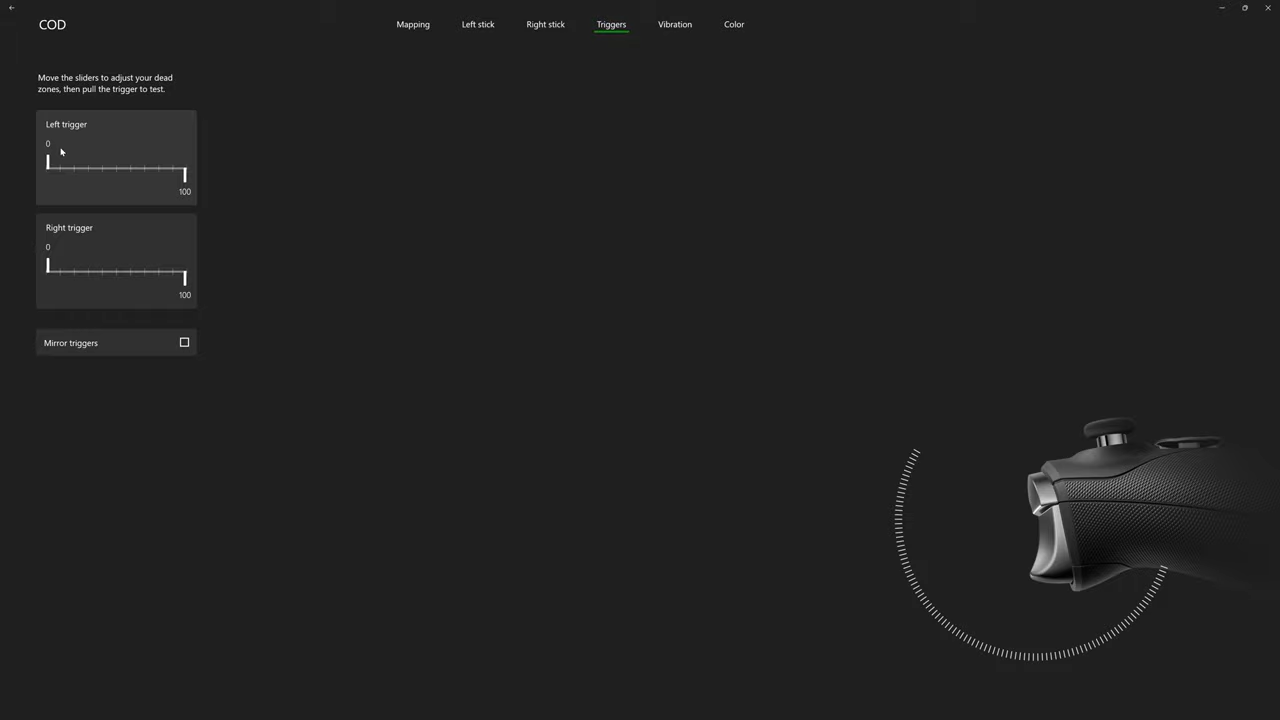 COD
Mapping
Left stick
Right stick
Triggers
Vibration
Color
Move the sliders to adjust your dead
zones, then pull the trigger to test.
Left trigger
0
100
Right trigger
0
100
Mirror triggers